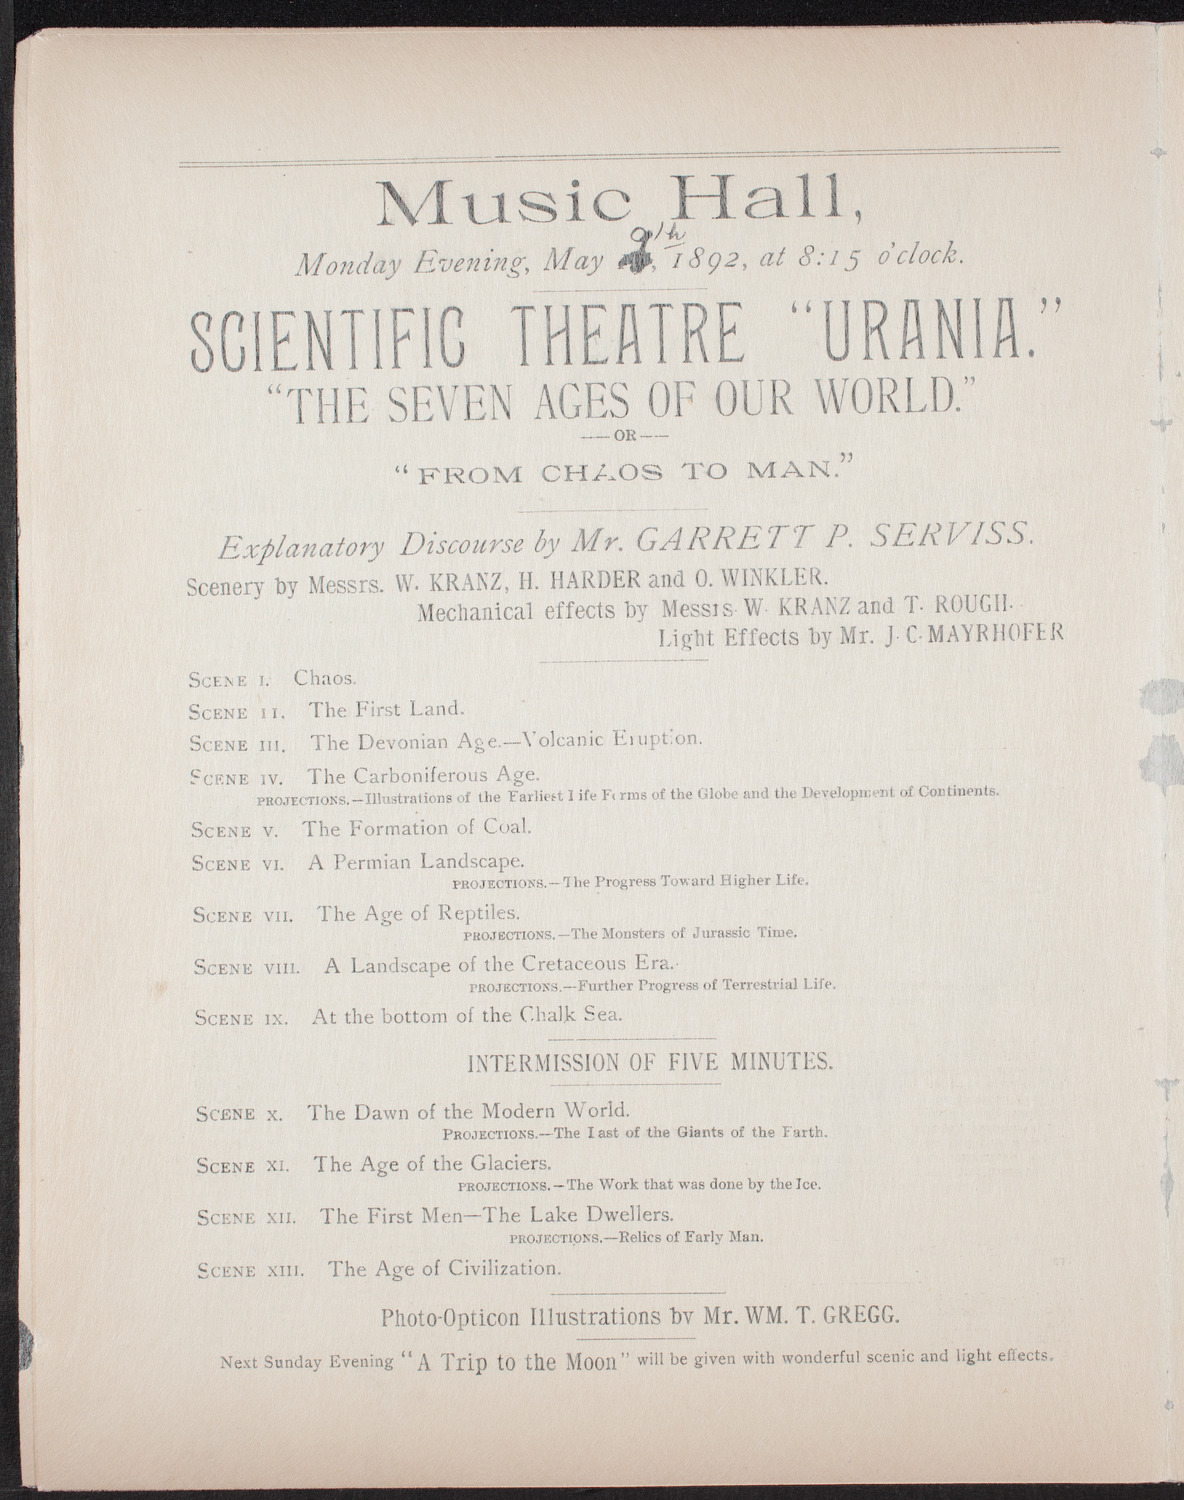 Music Hall,
Monday Evening, May 9th, 1892, at 8:15 o'clock.
SCIENTIFIC THEATRE "URANIA."
"THE SEVEN AGES OF OUR WORLD."
—OR—
"FROM CHAOS TO MAN."
Explanatory Discourse by Mr. GARRETT P. SERVISS.
Scenery by Messrs. W. KRANZ, H. HARDER and O. WINKLER.
Mechanical effects by Messrs. W. KRANZ and T. ROUGH.
Light Effects by Mr. J. C. MAYRHOFER
SCENE I. Chaos.
SCENE II. The First Land.
SCENE III. The Devonian Age.—Volcanic Eruption.
SCENE IV. The Carboniferous Age.
PROJECTIONS.—Illustrations of the Earliest Life Forms of the Globe and the Development of Continents.
SCENE V. The Formation of Coal.
SCENE VI. A Permian Landscape.
PROJECTIONS.—The Progress Toward Higher Life.
SCENE VII. The Age of Reptiles.
PROJECTIONS.—The Monsters of Jurassic Time.
SCENE VIII. A Landscape of the Cretaceous Era.
PROJECTIONS.—Further Progress of Terrestrial Life.
SCENE IX. At the bottom of the Chalk Sea.
INTERMISSION OF FIVE MINUTES.
SCENE X. The Dawn of the Modern World.
PROJECTIONS.—The Last of the Giants of the Earth.
SCENE XI. The Age of the Glaciers.
PROJECTIONS.—The Work that was done by the Ice.
SCENE XII. The First Men—The Lake Dwellers.
PROJECTIONS.—Relics of Early Man.
SCENE XIII. The Age of Civilization.
Photo-Opticon Illustrations by Mr. WM. T. GREGG.
Next Sunday Evening "A Trip to the Moon" will be given with wonderful scenic and light effects.